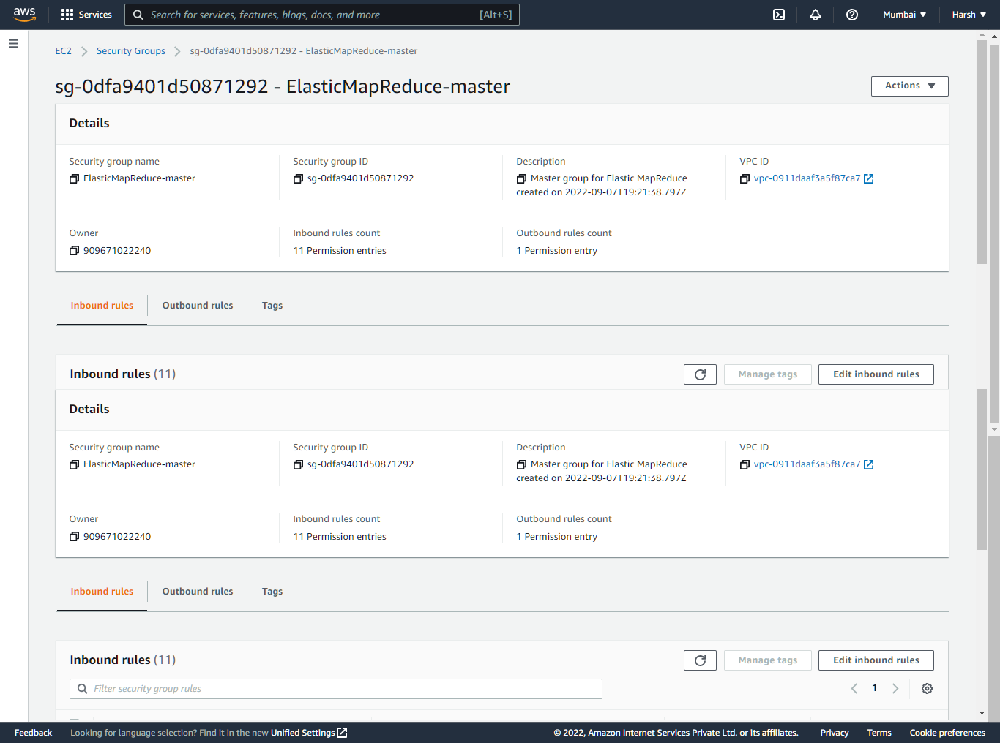 aws Services Search for services, features, blogs, docs, and more [Alt+S] Mumbai Harsh
EC2 Security Groups sg-0dfa9401d50871292 - ElasticMapReduce-master
sg-0dfa9401d50871292 - ElasticMapReduce-master Actions
Details
Security group name Security group ID Description VPC ID
ElasticMapReduce-master sg-0dfa9401d50871292 Master group for Elastic MapReduce vpc-0911daaf3a5f87ca7
created on 2022-09-07T19:21:38.797Z
Owner Inbound rules count Outbound rules count
909671022240 11 Permission entries 1 Permission entry
Inbound rules Outbound rules Tags
Inbound rules (11) Manage tags Edit inbound rules
Details
Security group name Security group ID Description VPC ID
ElasticMapReduce-master sg-0dfa9401d50871292 Master group for Elastic MapReduce vpc-0911daaf3a5f87ca7
created on 2022-09-07T19:21:38.797Z
Owner Inbound rules count Outbound rules count
909671022240 11 Permission entries 1 Permission entry
Inbound rules Outbound rules Tags
Inbound rules (11) Manage tags Edit inbound rules
Filter security group rules 1
Feedback Looking for language selection? Find it in the new Unified Settings © 2022, Amazon Internet Services Private Ltd. or its affiliates. Privacy Terms Cookie preferences